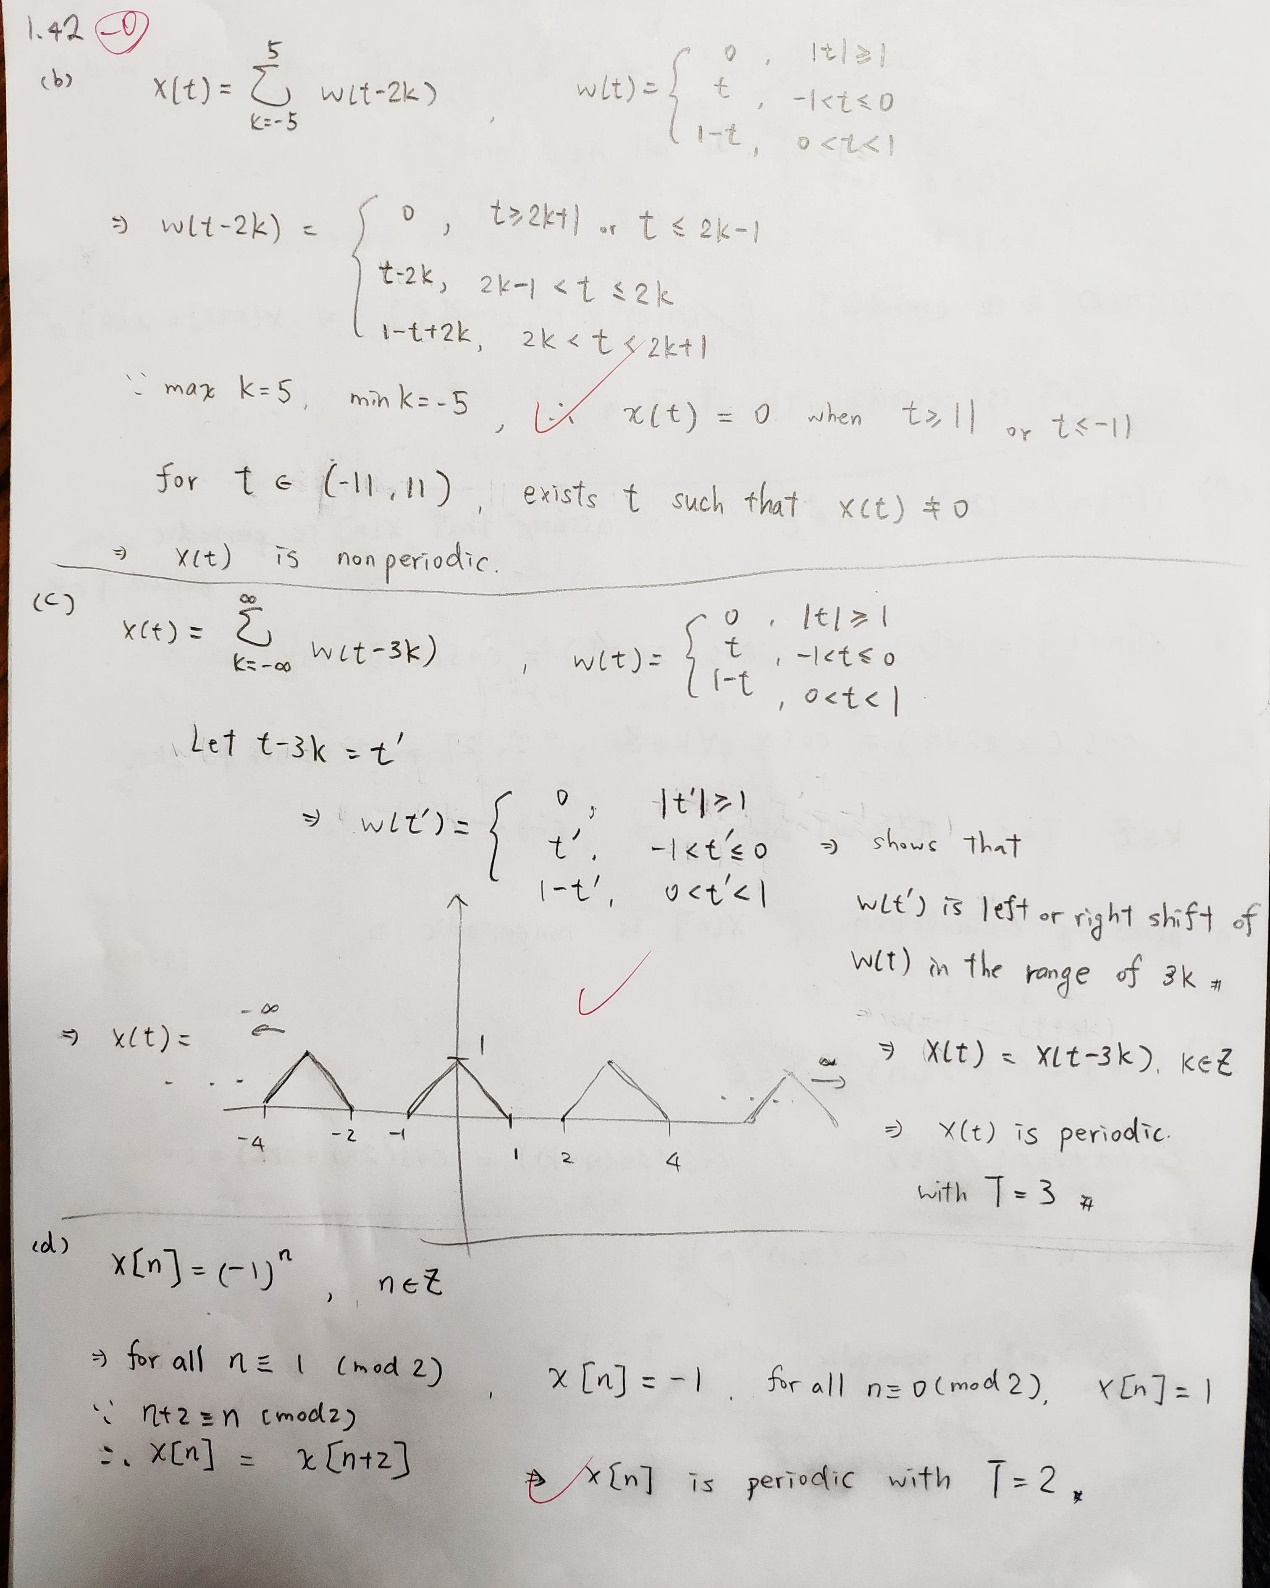 1.42 -0
(b) x(t) = ∑_{k=-5}^{5} w(t-2k) , w(t) = { 0 , |t| ≥ 1
t , -1<t≤0
1-t , 0<t<1
⇒ w(t-2k) = { 0 , t≥2k+1 or t ≤ 2k-1
t-2k, 2k-1 <t ≤2k
1-t+2k, 2k < t < 2k+1
∵ max k=5, min k=-5 , ∴ x(t) = 0 when t≥11 or t≤-11
for t ∈ (-11, 11) , exists t such that x(t) ≠ 0
⇒ x(t) is nonperiodic.
(c) x(t) = ∑_{k=-∞}^{∞} w(t-3k) , w(t) = { 0 , |t| ≥ 1
t , -1<t≤0
1-t , 0<t<1
Let t-3k = t'
⇒ w(t') = { 0 , |t'| ≥ 1
t' , -1<t'≤0 ⇒ shows that
1-t' , 0<t'<1
w(t') is left or right shift of
w(t) in the range of 3k #
⇒ x(t) = -∞ ← 1 ∞ →
... -4 -2 -1 1 2 4 ...
⇒ x(t) = x(t-3k), k∈Z
⇒ x(t) is periodic.
with T = 3 #
(d) x[n] = (-1)^n , n∈Z
⇒ for all n ≡ 1 (mod 2) , x[n] = -1 , for all n≡0(mod 2), x[n] = 1
∵ n+2 ≡ n (mod 2)
∴ x[n] = x[n+2] ⇒ x[n] is periodic with T = 2 *